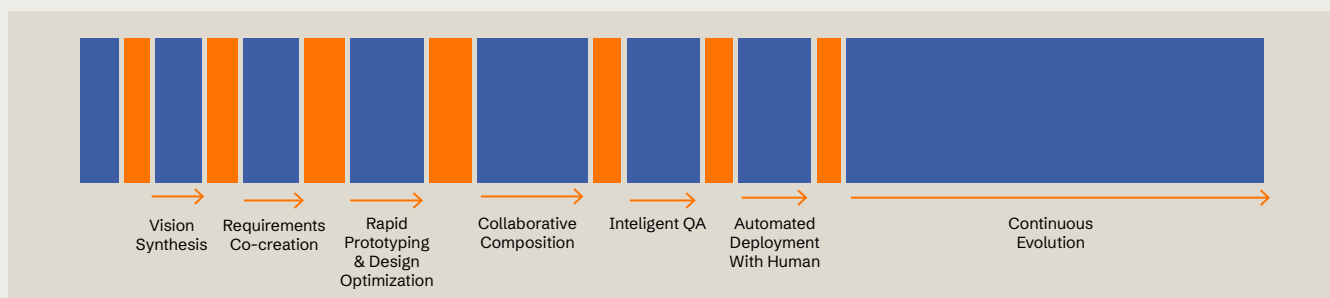 Vision
Synthesis
Requirements
Co-creation
Rapid
Prototyping
& Design
Optimization
Collaborative
Composition
Inteligent QA
Automated
Deployment
With Human
Continuous
Evolution